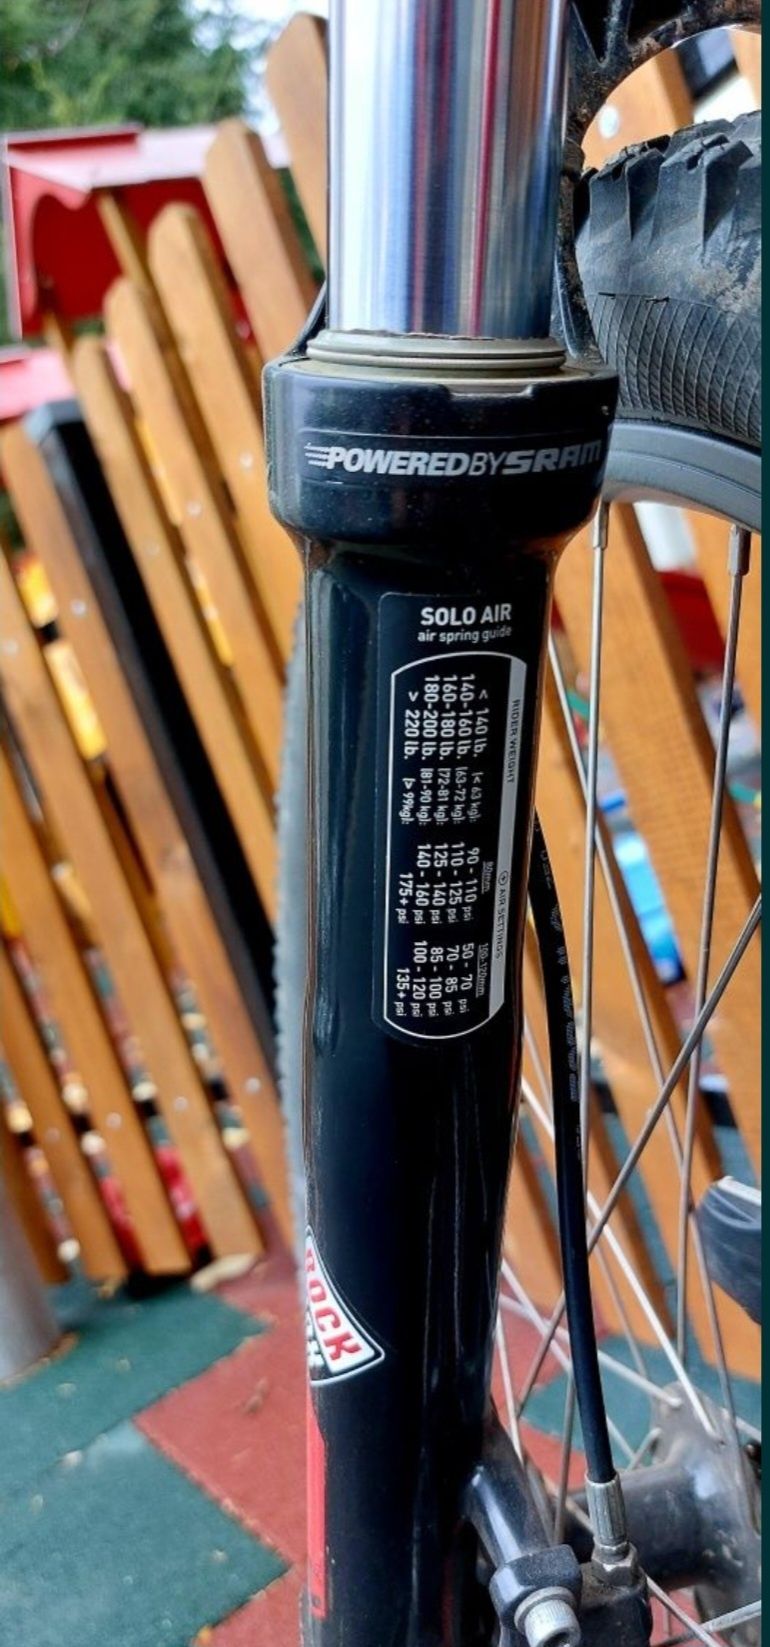 POWEREDBYSRAM
SOLO AIR
air spring guide
RIDER WEIGHT
+ AIR SETTINGS
80mm
100-120mm
< 140 lb. (< 63 kg): 90 - 110 psi 50 - 70 psi
140-160 lb. (63-72 kg): 110 - 125 psi 70 - 85 psi
160-180 lb. (72-81 kg): 125 - 140 psi 85 - 100 psi
180-200 lb. (81-90 kg): 140 - 160 psi 100 - 120 psi
> 220 lb. (> 99kg): 175+ psi 135+ psi
ROCK